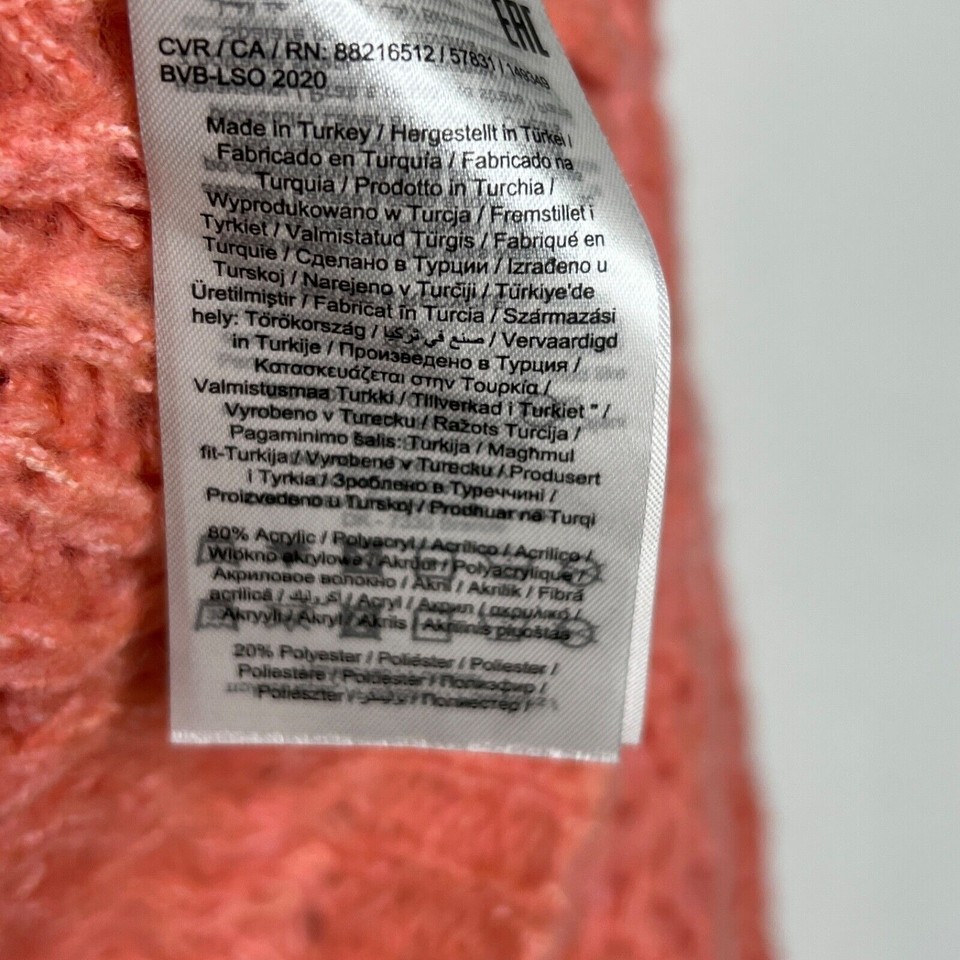 EAC
CVR / CA / RN: 88216512 / 57831 / 149349
BVB-LSO 2020
Made in Turkey / Hergestellt in Türkei /
Fabricado en Turquía / Fabricado na
Turquia / Prodotto in Turchia /
Wyprodukowano w Turcja / Fremstillet i
Tyrkiet / Valmistatud Türgis / Fabriqué en
Turquie / Сделано в Турции / Izrađeno u
Turskoj / Narejeno v Turčiji / Türkiye'de
Üretilmiştir / Fabricat în Turcia / Származási
hely: Törökország / صنع في تركيا / Vervaardigd
in Turkije / Произведено в Турция /
Κατασκευάζεται στην Τουρκία /
Valmistusmaa Turkki / Tillverkad i Turkiet " /
Vyrobeno v Turecku / Ražots Turcija /
Pagaminimo šalis: Turkija / Magħmul
fit-Turkija / Vyrobené v Turecku / Produsert
i Tyrkia / Зроблено в Туреччині /
Proizvedeno u Turskoj / Prodhuar në Turqi
80% Acrylic / Polyacryl / Acrílico / Acrilico /
Włókno akrylowe / Akrüül / Polyacrylique /
Акриловое волокно / Akril / Akrilik / Fibră
acrilică / اكريليك / Acryl / Акрил / ακρυλικό /
Akryyli / Akryl / Akrils / Akrilinis pluoštas
20% Polyester / Poliéster / Poliester /
Poliestere / Polüester / Полиэфир /
Poliészter / بوليستر / Полиестер /